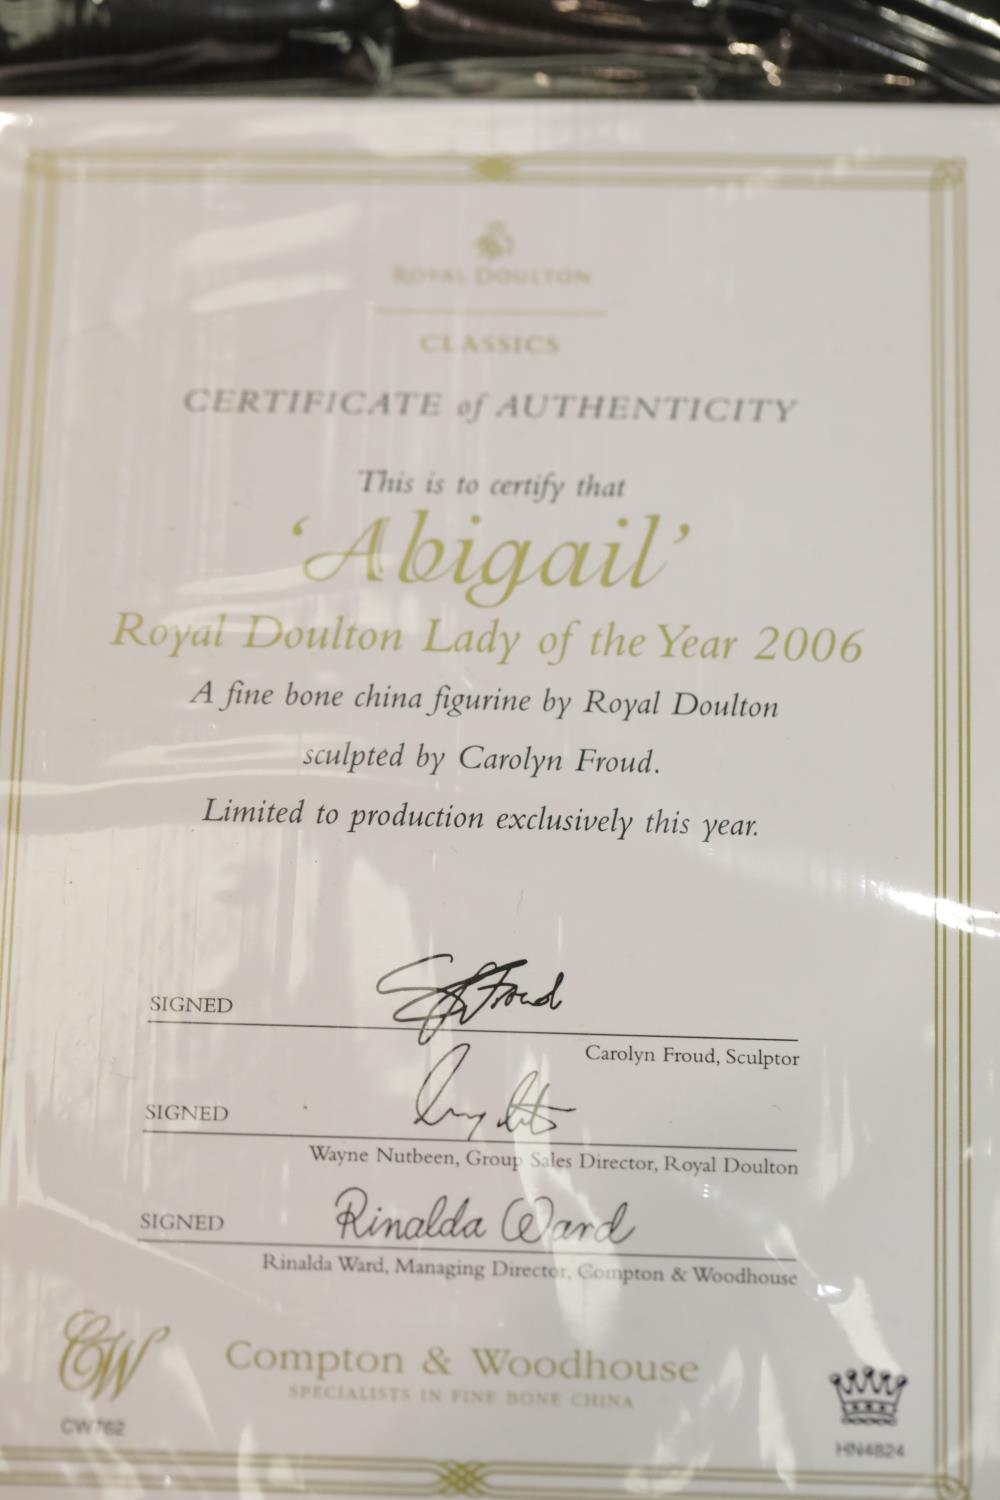 ROYAL DOULTON
CLASSICS
CERTIFICATE of AUTHENTICITY
This is to certify that
‘Abigail’
Royal Doulton Lady of the Year 2006
A fine bone china figurine by Royal Doulton
sculpted by Carolyn Froud.
Limited to production exclusively this year.
SIGNED
Carolyn Froud, Sculptor
SIGNED
Wayne Nutbeen, Group Sales Director, Royal Doulton
SIGNED Rinalda Ward
Rinalda Ward, Managing Director, Compton & Woodhouse
CW
Compton & Woodhouse
SPECIALISTS IN FINE BONE CHINA
CW762
HN4824